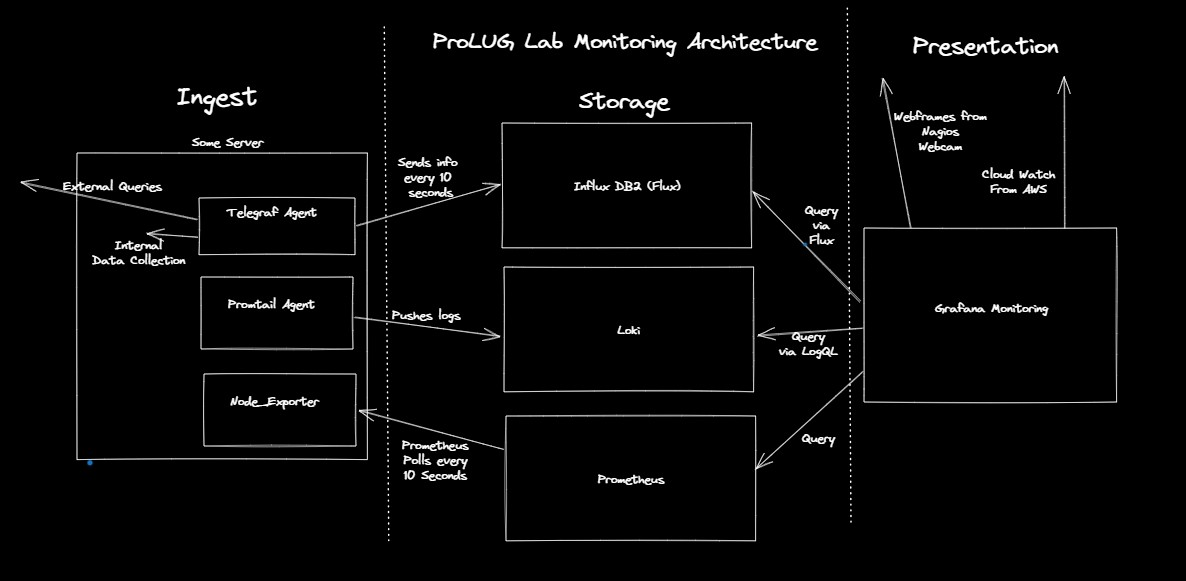 ProLUG, Lab Monitoring Architecture
Presentation
Ingest
Storage
Some Server
External Queries
Telegraf Agent
Internal
Data Collection
Promtail Agent
Node_Exporter
Sends info
every 10
seconds
Pushes logs
Prometheus
Polls every
10 Seconds
Influx DB2 (Flux)
Loki
Prometheus
Query
via
Flux
Query
via LogQL
Query
Webframes from
Nagios
Webcam
Cloud Watch
From AWS
Grafana Monitoring